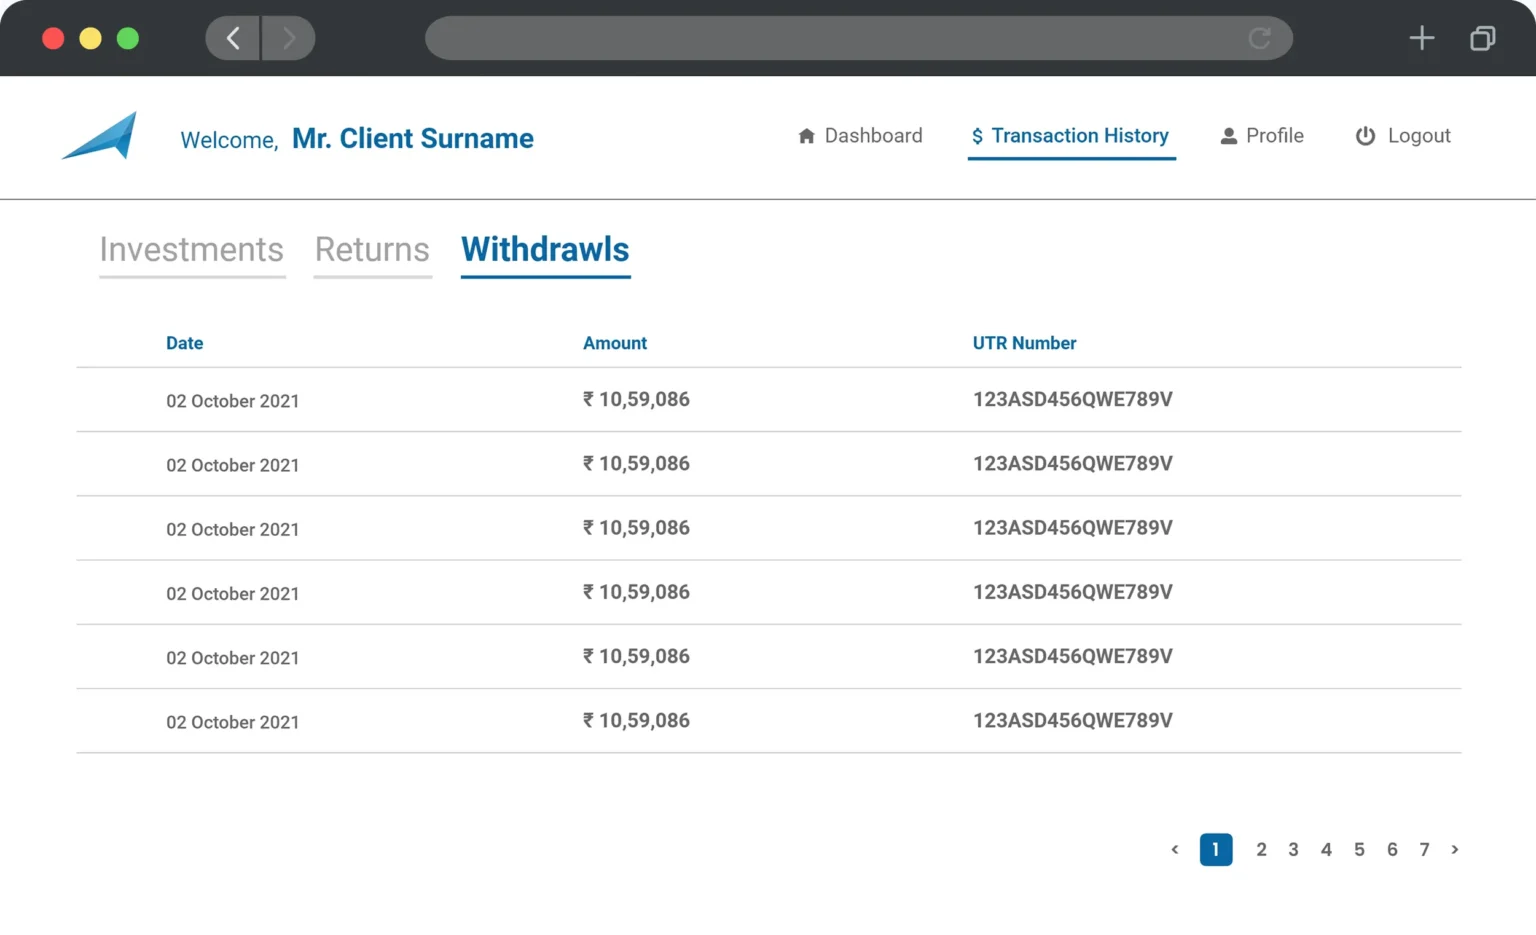 Welcome, Mr. Client Surname
Dashboard
$ Transaction History
Profile
Logout
Investments Returns Withdrawls
Date Amount UTR Number
02 October 2021 ₹ 10,59,086 123ASD456QWE789V
02 October 2021 ₹ 10,59,086 123ASD456QWE789V
02 October 2021 ₹ 10,59,086 123ASD456QWE789V
02 October 2021 ₹ 10,59,086 123ASD456QWE789V
02 October 2021 ₹ 10,59,086 123ASD456QWE789V
02 October 2021 ₹ 10,59,086 123ASD456QWE789V
< 1 2 3 4 5 6 7 >